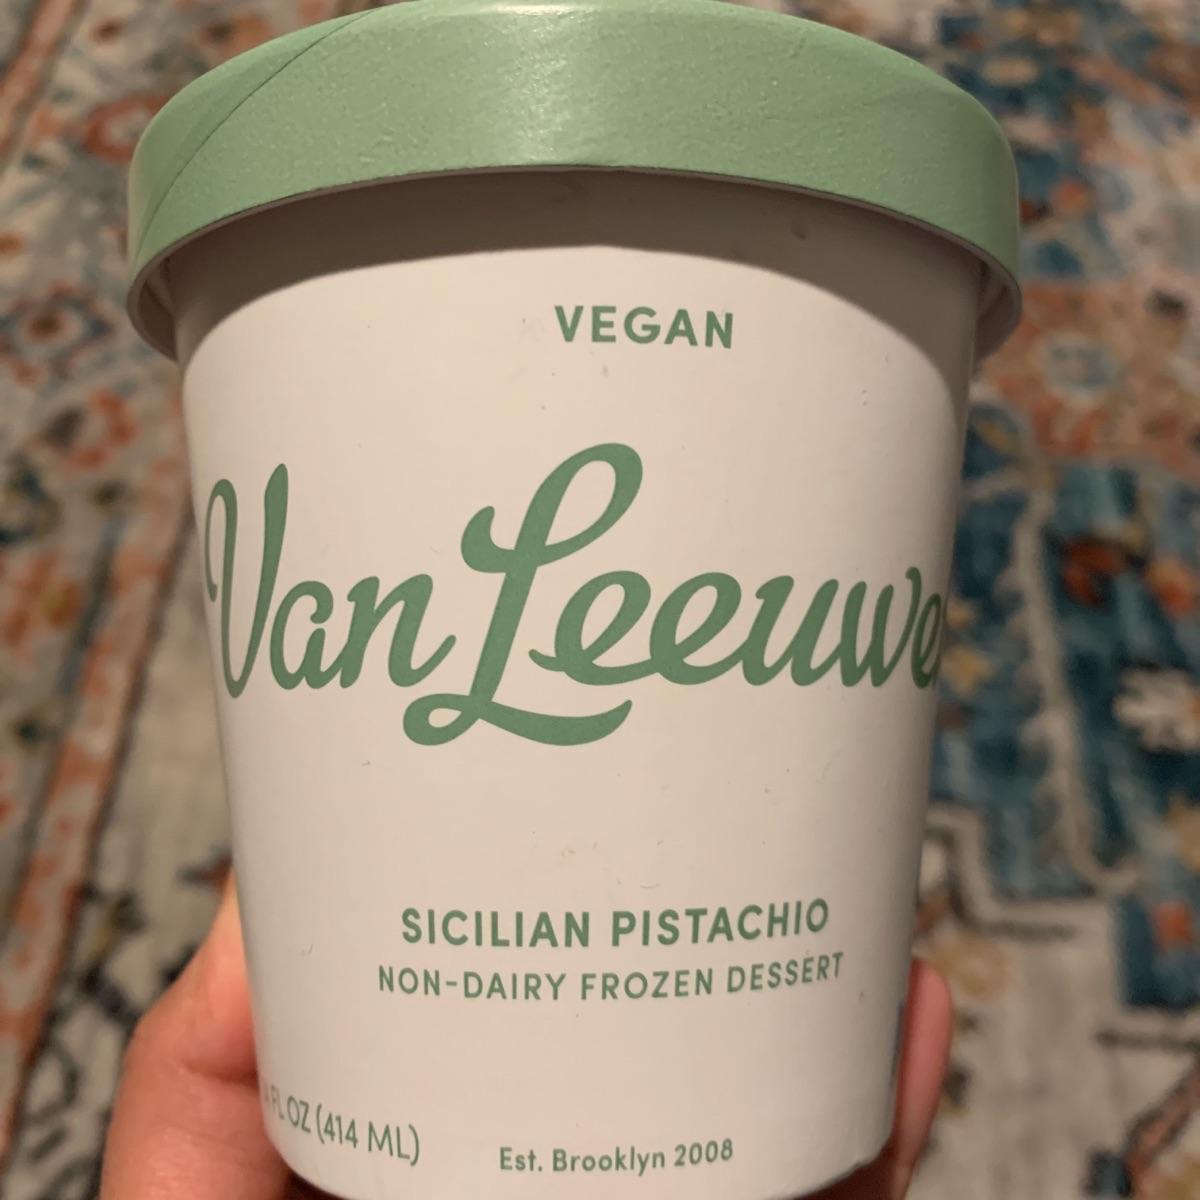 VEGAN
Van Leeuwe
SICILIAN PISTACHIO
NON-DAIRY FROZEN DESSERT
FL OZ (414 ML)
Est. Brooklyn 2008